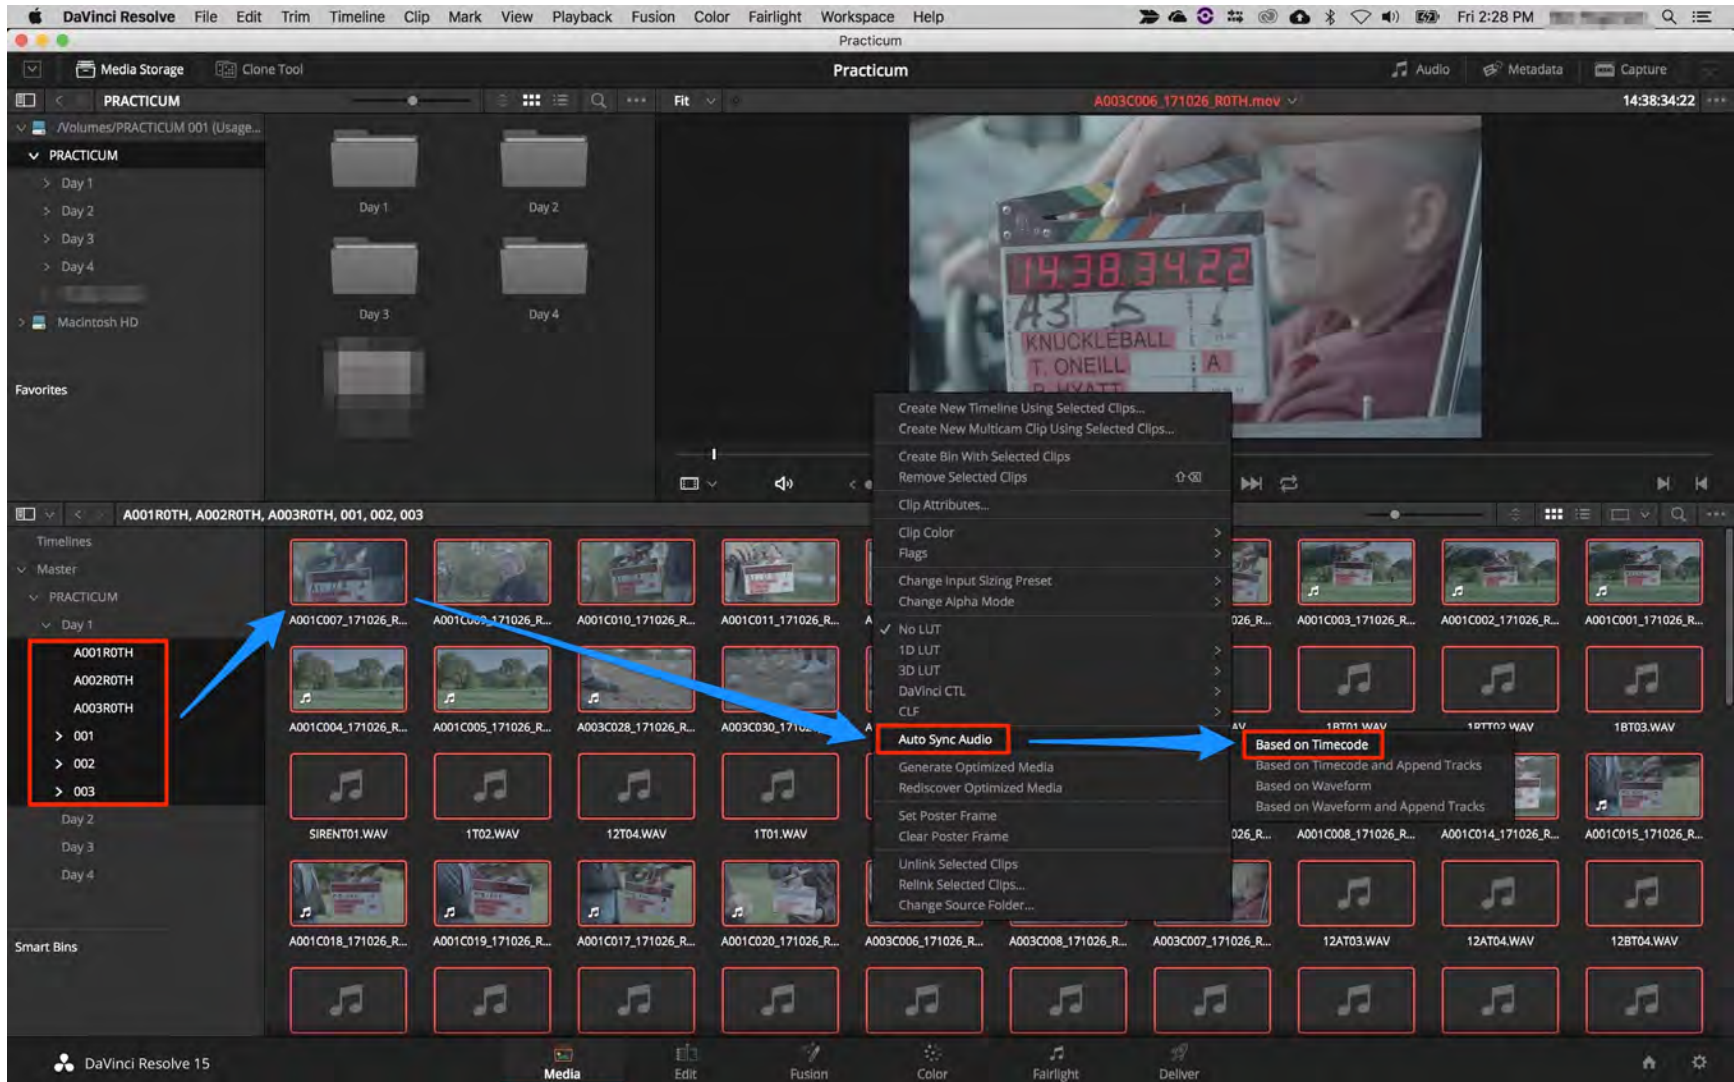 DaVinci Resolve File Edit Trim Timeline Clip Mark View Playback Fusion Color Fairlight Workspace Help Fri 2:28 PM
Practicum
Media Storage Clone Tool Practicum Audio Metadata Capture
PRACTICUM Fit A003C006_171026_R0TH.mov 14:38:34:22
/Volumes/PRACTICUM 001 (Usage...
PRACTICUM
Day 1
Day 2
Day 3
Day 4
Macintosh HD
Favorites
Day 1 Day 2
Day 3 Day 4
14.38.34.22
A31 5
KNUCKLEBALL
T. ONEILL A
Create New Timeline Using Selected Clips...
Create New Multicam Clip Using Selected Clips...
Create Bin With Selected Clips
Remove Selected Clips
Clip Attributes...
Clip Color
Flags
Change Input Sizing Preset
Change Alpha Mode
No LUT
1D LUT
3D LUT
DaVinci CTL
CLF
Auto Sync Audio
Generate Optimized Media
Rediscover Optimized Media
Set Poster Frame
Clear Poster Frame
Unlink Selected Clips
Relink Selected Clips...
Change Source Folder...
Based on Timecode
Based on Timecode and Append Tracks
Based on Waveform
Based on Waveform and Append Tracks
A001R0TH, A002R0TH, A003R0TH, 001, 002, 003
Timelines
Master
PRACTICUM
Day 1
A001R0TH
A002R0TH
A003R0TH
001
002
003
Day 2
Day 3
Day 4
Smart Bins
A001C007_171026_R... A001C009_171026_R... A001C010_171026_R... A001C011_171026_R... A001C003_171026_R... A001C002_171026_R... A001C001_171026_R...
A001C004_171026_R... A001C005_171026_R... A003C028_171026_R... A003C030_171026_R... 1BT01.WAV 1RTT02.WAV 1BT03.WAV
SIRENT01.WAV 1T02.WAV 12T04.WAV 1T01.WAV A001C008_171026_R... A001C014_171026_R... A001C015_171026_R...
A001C018_171026_R... A001C019_171026_R... A001C017_171026_R... A001C020_171026_R... A003C006_171026_R... A003C008_171026_R... A003C007_171026_R... 12AT03.WAV 12AT04.WAV 12BT04.WAV
DaVinci Resolve 15 Media Edit Fusion Color Fairlight Deliver